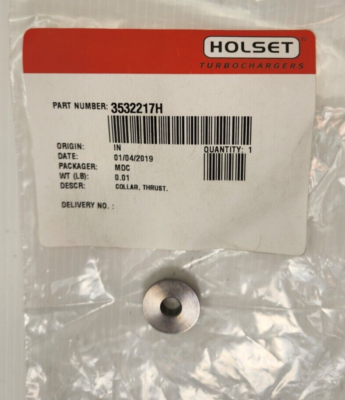 HOLSET
TURBOCHARGERS
PART NUMBER: 3532217H
ORIGIN: IN
QUANTITY: 1
DATE: 01/04/2019
PACKAGER: MDC
WT (LB): 0.01
DESCR: COLLAR, THRUST.
DELIVERY NO. :